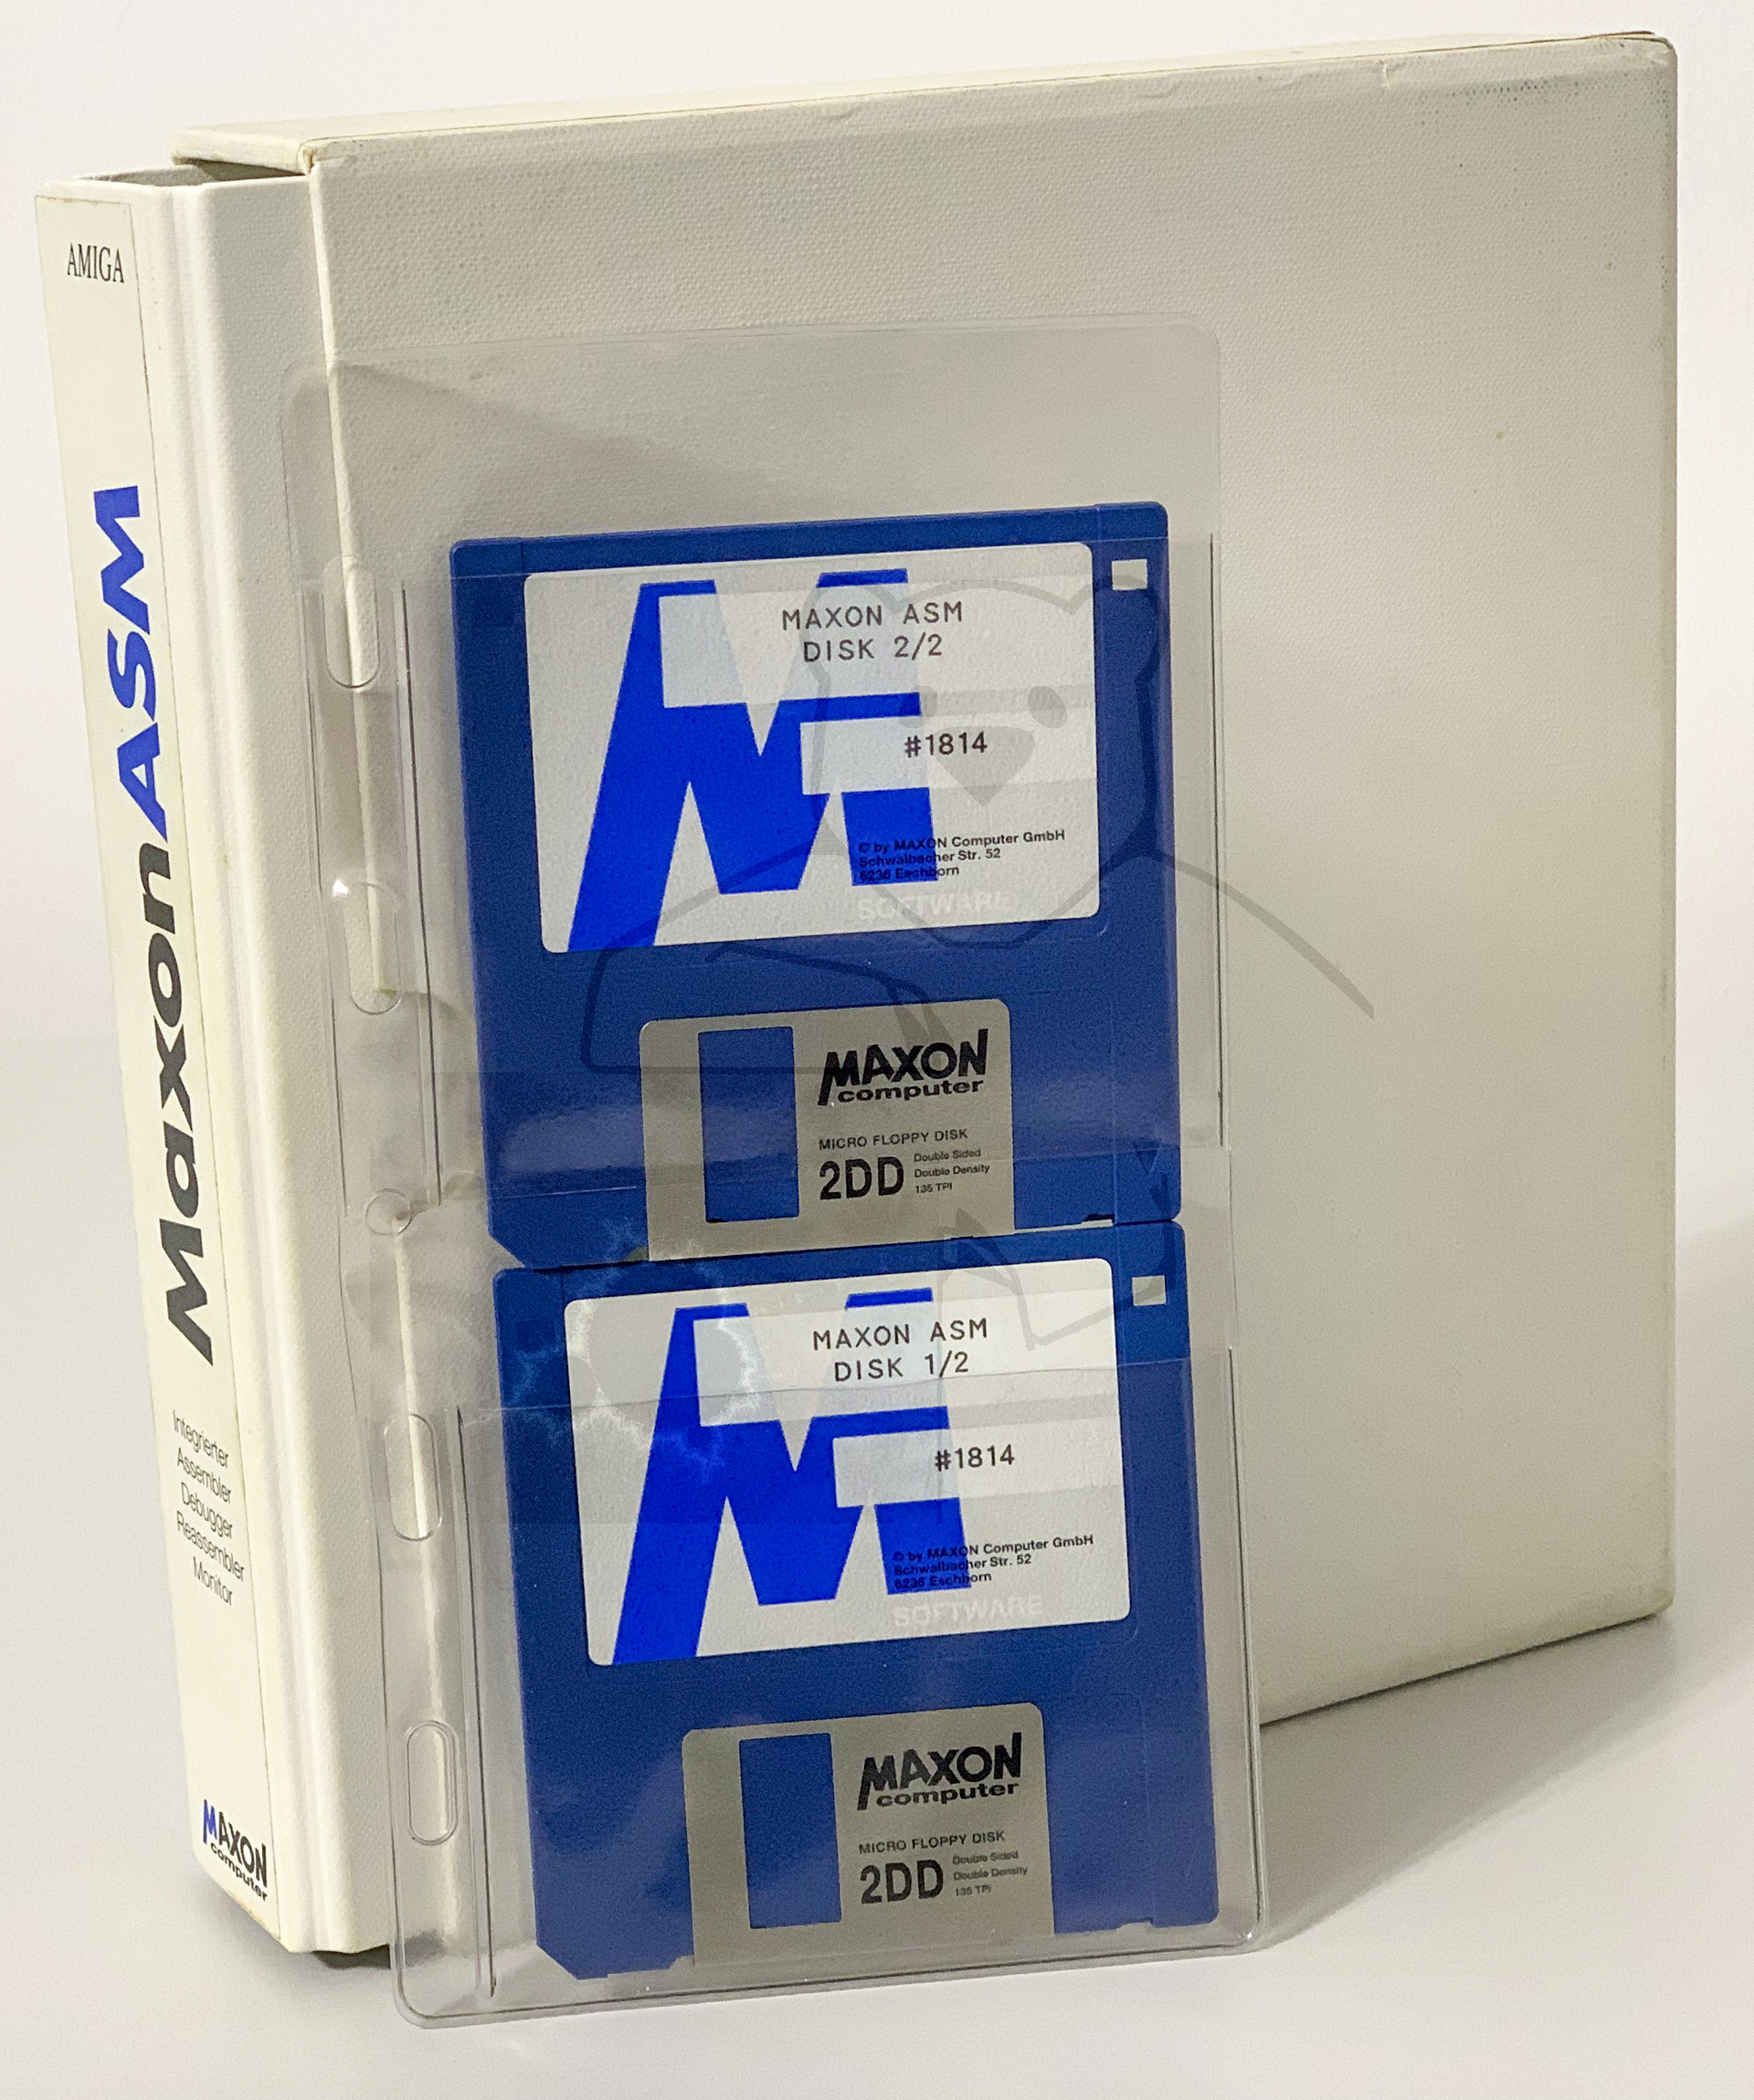 AMIGA
MaxonASM
Integrierter
Assembler
Debugger
Reassembler
Monitor
MAXON
computer
MAXON ASM
DISK 2/2
#1814
© by MAXON Computer GmbH
Schwalbacher Str. 52
6236 Eschborn
SOFTWARE
MAXON
computer
MICRO FLOPPY DISK
2DD
Double Sided
Double Density
135 TPI
MAXON ASM
DISK 1/2
#1814
© by MAXON Computer GmbH
Schwalbacher Str. 52
6236 Eschborn
SOFTWARE
MAXON
computer
MICRO FLOPPY DISK
2DD
Double Sided
Double Density
135 TPI